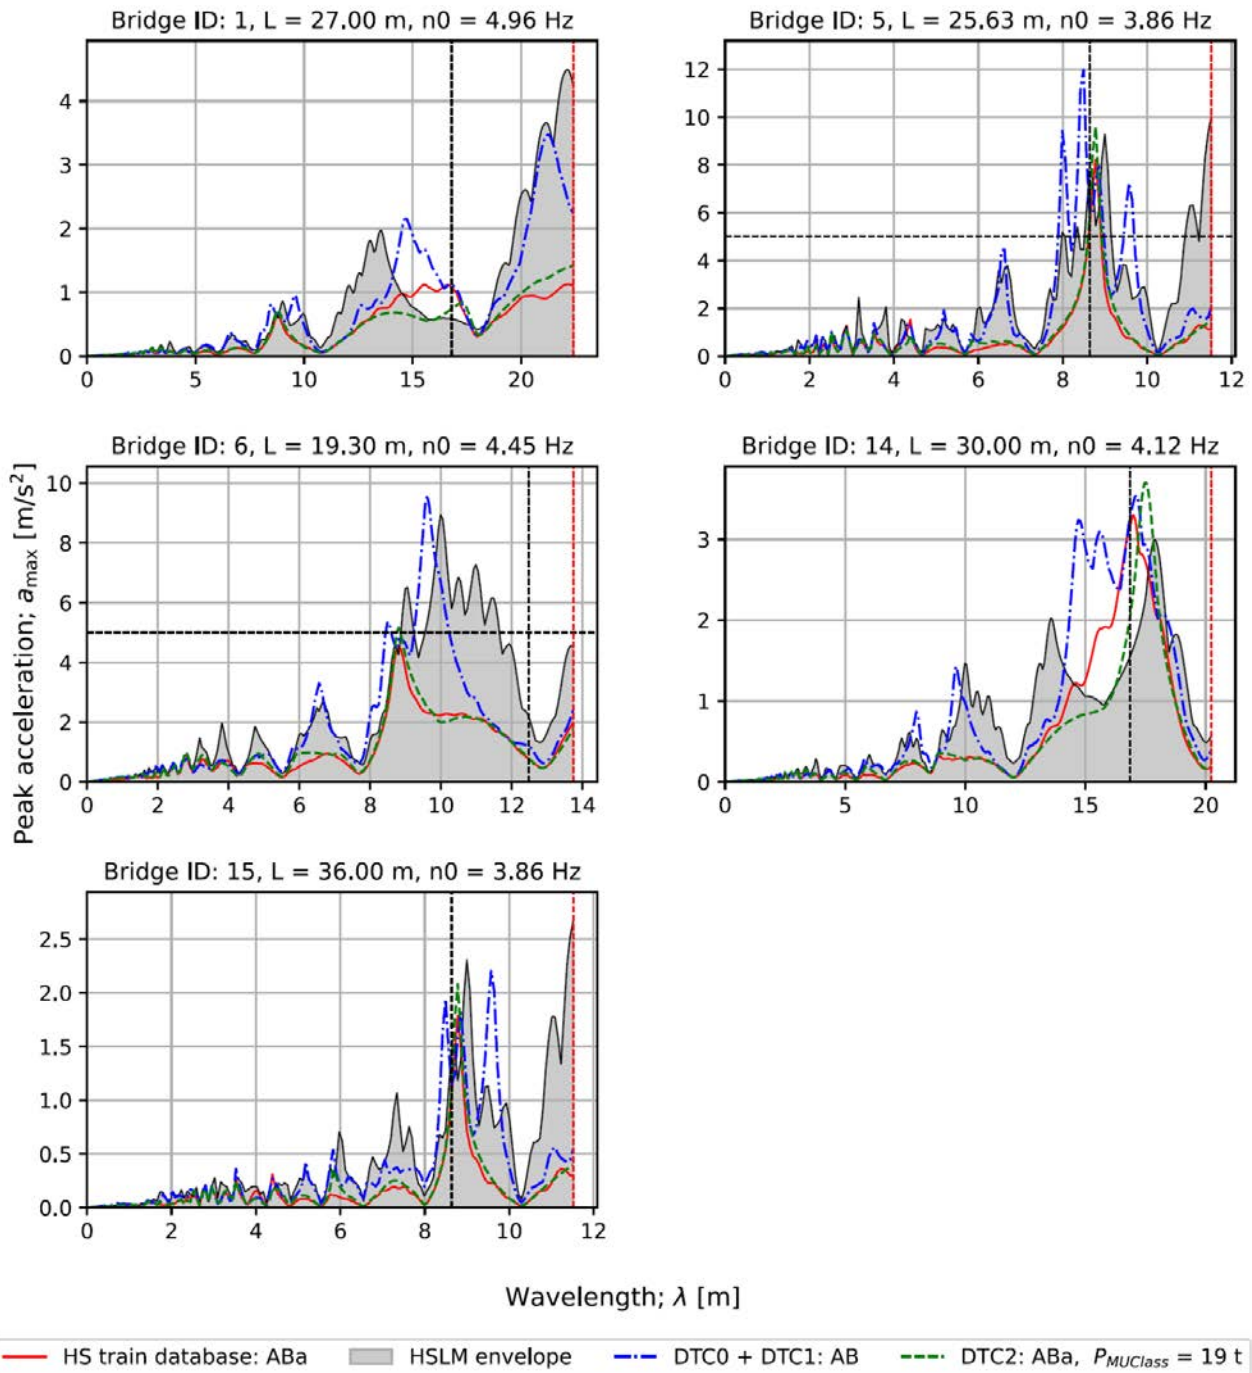 Bridge ID: 1, L = 27.00 m, n0 = 4.96 Hz
4
3
2
1
0
0 5 10 15 20
Bridge ID: 5, L = 25.63 m, n0 = 3.86 Hz
12
10
8
6
4
2
0
0 2 4 6 8 10 12
Bridge ID: 6, L = 19.30 m, n0 = 4.45 Hz
10
8
6
4
2
0
0 2 4 6 8 10 12 14
Bridge ID: 14, L = 30.00 m, n0 = 4.12 Hz
3
2
1
0
0 5 10 15 20
Peak acceleration; a_max [m/s²]
Bridge ID: 15, L = 36.00 m, n0 = 3.86 Hz
2.5
2.0
1.5
1.0
0.5
0.0
0 2 4 6 8 10 12
Wavelength; λ [m]
HS train database: ABa HSLM envelope DTC0 + DTC1: AB DTC2: ABa, P_MUClass = 19 t